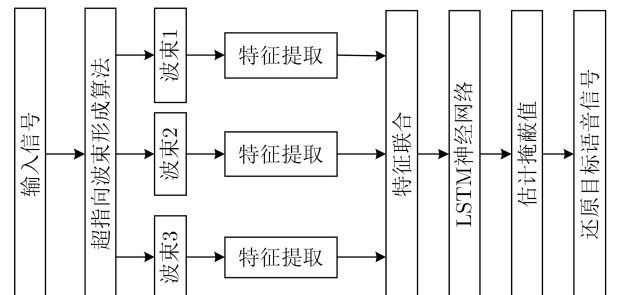 输入信号
超指向波束形成算法
波束1
特征提取
波束2
特征提取
波束3
特征提取
特征联合
LSTM神经网络
估计掩蔽值
还原目标语音信号